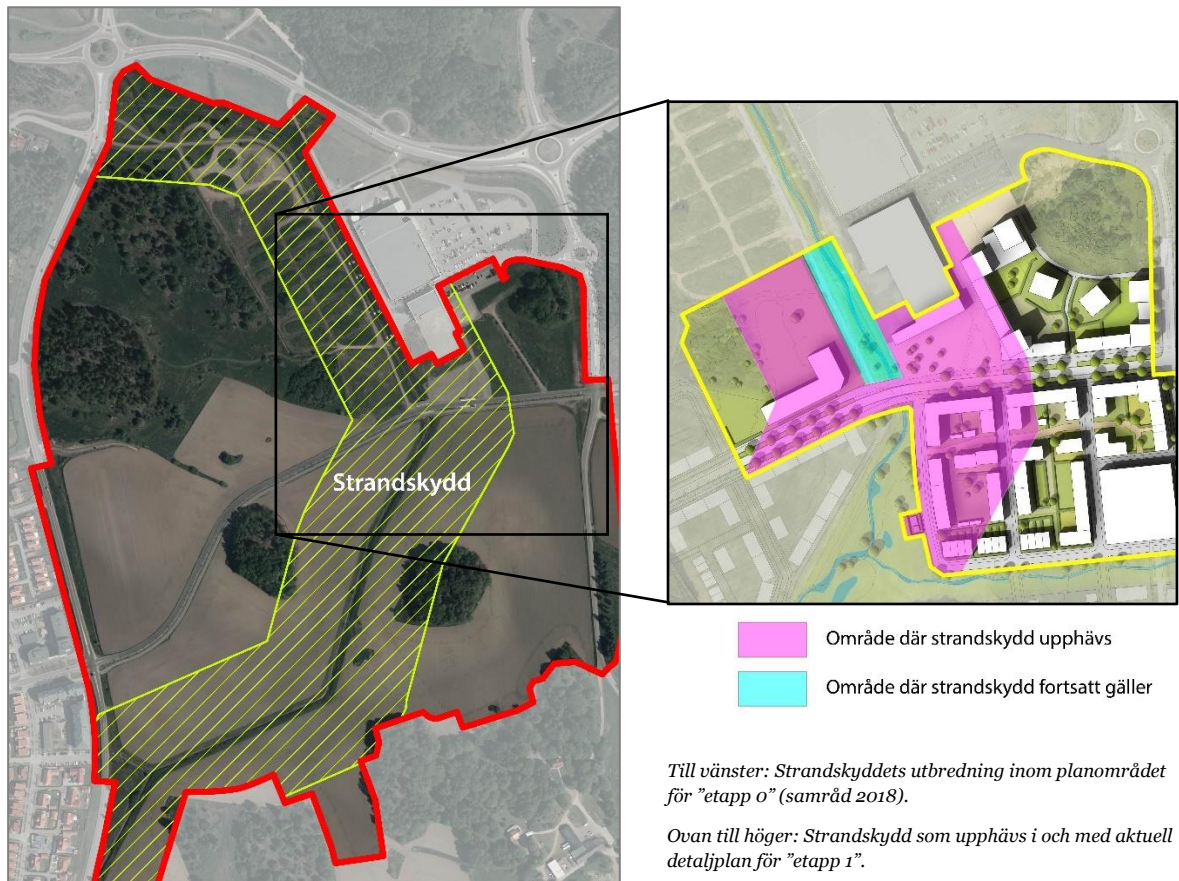 Strandskydd
Område där strandskydd upphävs
Område där strandskydd fortsatt gäller
Till vänster: Strandskyddets utbredning inom planområdet
för ”etapp 0” (samråd 2018).
Ovan till höger: Strandskydd som upphävs i och med aktuell
detaljplan för ”etapp 1”.